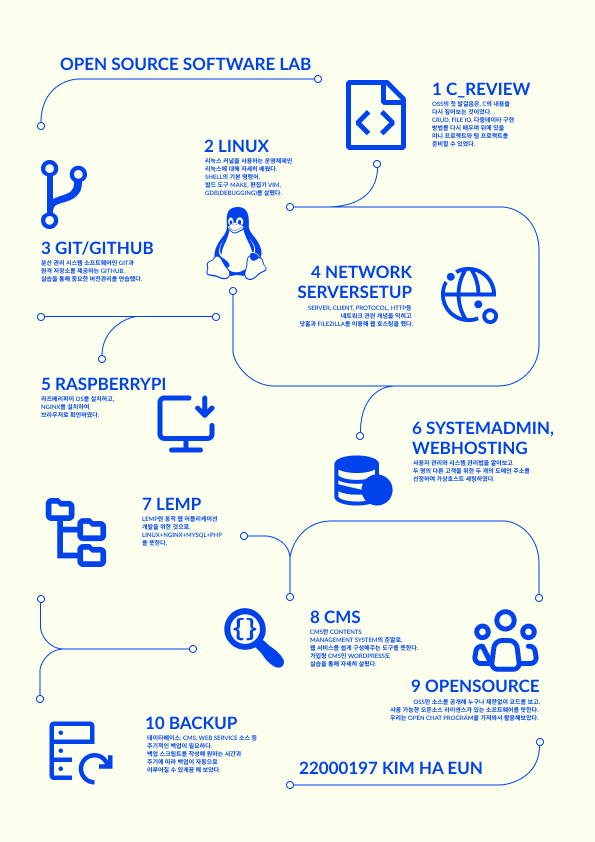 OPEN SOURCE SOFTWARE LAB
1 C_REVIEW
OSS의 첫 발걸음은, C의 내용을
다시 짚어보는 것이었다.
CRUD, FILE IO, 다중데이타 구현
방법을 다시 배우며 뒤에 있을
미니 프로젝트와 팀 프로젝트를
준비할 수 있었다.
2 LINUX
리눅스 커널을 사용하는 운영체제인
리눅스에 대해 자세히 배웠다.
SHELL의 기본 명령어,
빌드 도구 MAKE, 편집기 VIM,
GDB(DEBUGGING)를 살폈다.
3 GIT/GITHUB
분산 관리 시스템 소프트웨어인 GIT과
원격 저장소를 제공하는 GITHUB.
실습을 통해 중요한 버전관리를 연습했다.
4 NETWORK
SERVERSETUP
SERVER, CLIENT, PROTOCOL, HTTP등
네트워크 관련 개념을 익히고
닷홈과 FILEZILLA를 이용해 웹 호스팅을 했다.
5 RASPBERRYPI
라즈베리파이 OS를 설치하고,
NGINX를 설치하여
브라우저로 확인하였다.
6 SYSTEMADMIN,
WEBHOSTING
사용자 관리와 시스템 관리법을 알아보고
두 명의 다른 고객을 위한 두 개의 도메인 주소를
선정하여 가상호스트 세팅하였다.
7 LEMP
LEMP란 동적 웹 어플리케이션
개발을 위한 것으로,
LINUX+NGINX+MYSQL+PHP
를 뜻한다.
8 CMS
CMS란 CONTENTS
MANAGEMENT SYSTEM의 준말로,
웹 서비스를 쉽게 구성해주는 도구를 뜻한다.
가입형 CMS인 WORDPRESS도
실습을 통해 자세히 살폈다.
9 OPENSOURCE
OSS란 소스를 공개해 누구나 제한없이 코드를 보고,
사용 가능한 오픈소스 라이센스가 있는 소프트웨어를 뜻한다.
우리는 OPEN CHAT PROGRAM을 가져와서 활용해보았다.
10 BACKUP
데이타베이스, CMS, WEB SERVICE 소스 등
주기적인 백업이 필요하다.
백업 스크립트를 작성해 원하는 시간과
주기에 따라 백업이 자동으로
이루어질 수 있게끔 해 보았다.
22000197 KIM HA EUN